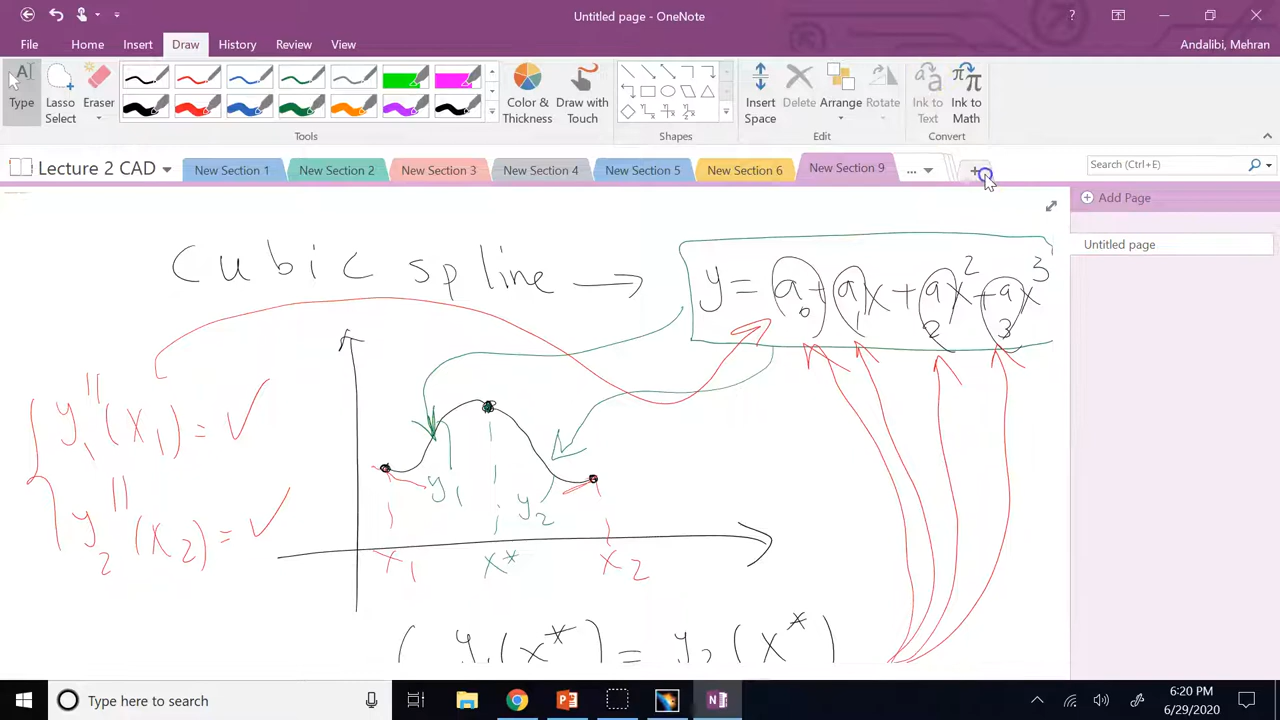 Untitled page - OneNote
?
File Home Insert Draw History Review View
Andalibi, Mehran
Type
Lasso Select
Eraser
Color & Thickness
Draw with Touch
Insert Space
Delete
Arrange
Rotate
Ink to Text
Ink to Math
Tools
Shapes
Edit
Convert
Lecture 2 CAD
New Section 1
New Section 2
New Section 3
New Section 4
New Section 5
New Section 6
New Section 9
...
Search (Ctrl+E)
Add Page
Untitled page
Cubic spline → y = a₀ + a₁x + a₂x² + a₃x³
y₁''(x₁) = ✓
y₂''(x₂) = ✓
y₁
y₂
x₁
x*
x₂
y₁(x*) = y₂(x*)
Type here to search
6:20 PM
6/29/2020